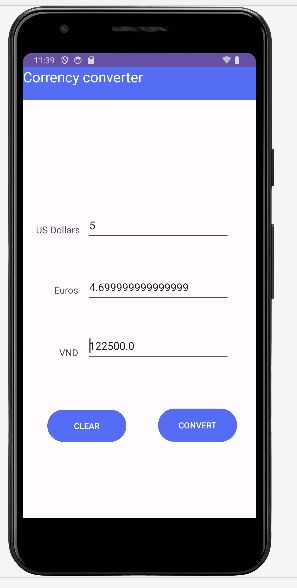 11:39
Corrency converter
US Dollars 5
Euros 4.699999999999999
VND 122500.0
CLEAR CONVERT